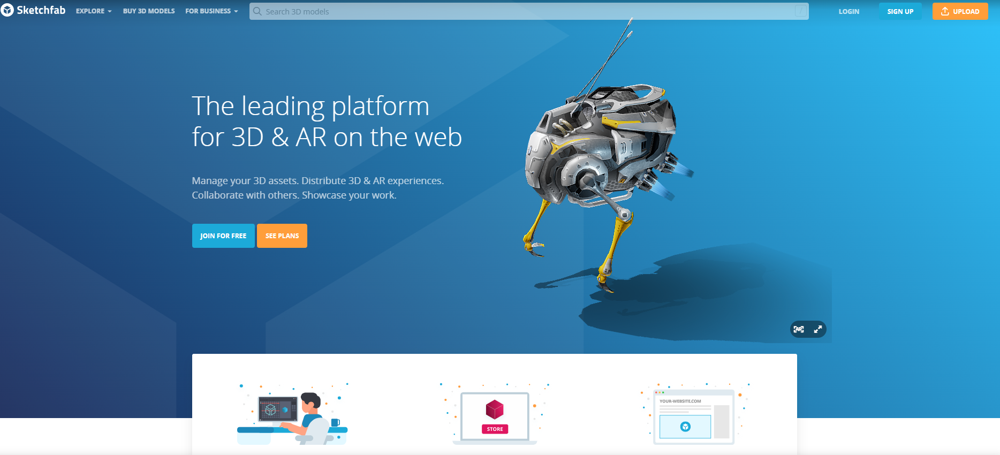 Sketchfab
EXPLORE
BUY 3D MODELS
FOR BUSINESS
Search 3D models
/
LOGIN
SIGN UP
UPLOAD
The leading platform
for 3D & AR on the web
Manage your 3D assets. Distribute 3D & AR experiences.
Collaborate with others. Showcase your work.
JOIN FOR FREE
SEE PLANS
AR
STORE
YOUR-WEBSITE.COM